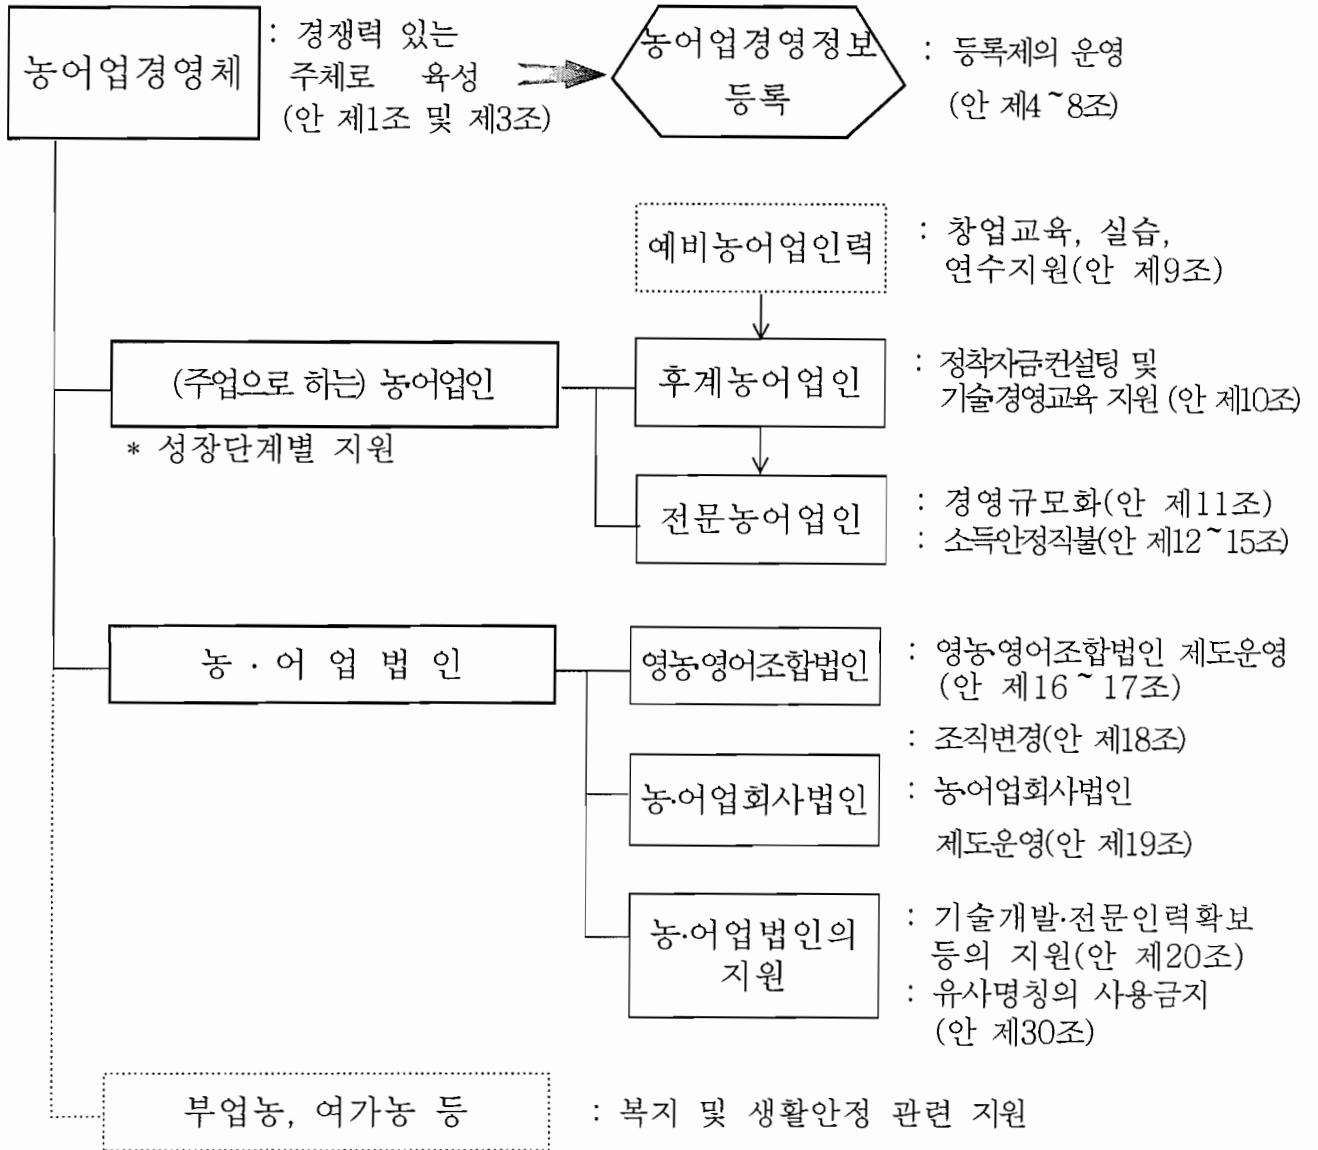 농어업경영체
: 경쟁력 있는
주체로 육성
(안 제1조 및 제3조)
농어업경영정보
등록
: 등록제의 운영
(안 제4~8조)
예비농어업인력
: 창업교육, 실습,
연수지원(안 제9조)
(주업으로 하는) 농·어업인
* 성장단계별 지원
후계농어업인
: 정착자금·컨설팅 및
기술·경영교육 지원 (안 제10조)
전문농어업인
: 경영규모화(안 제11조)
: 소득안정직불(안 제12~15조)
농 · 어 업 법 인
영농·영어조합법인
: 영농·영어조합법인 제도운영
(안 제16~17조)
: 조직변경(안 제18조)
농·어업회사법인
: 농·어업회사법인
제도운영(안 제19조)
농·어업법인의
지원
: 기술개발·전문인력확보
등의 지원(안 제20조)
: 유사명칭의 사용금지
(안 제30조)
부업농, 여가농 등
: 복지 및 생활안정 관련 지원